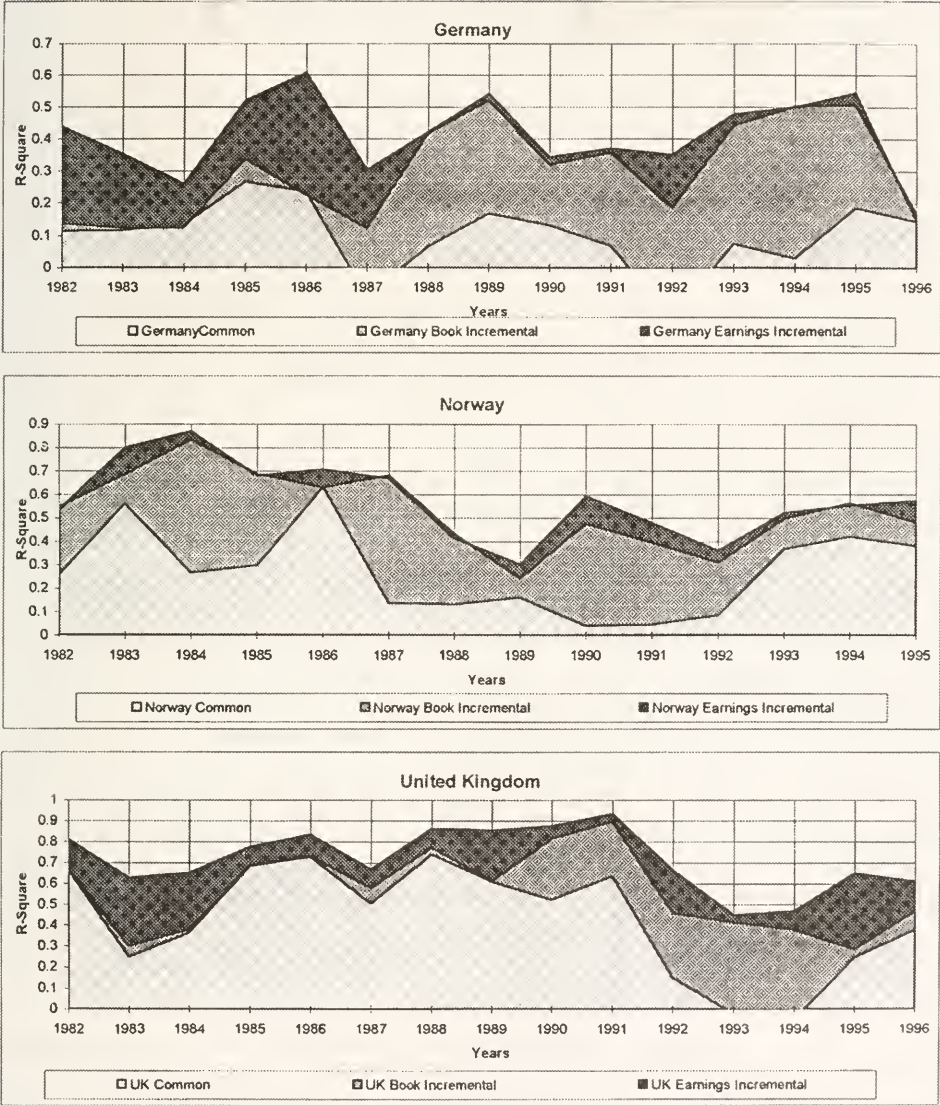 Germany
0.7
0.6
0.5
0.4
0.3
0.2
0.1
0
R-Square
1982 1983 1984 1985 1986 1987 1988 1989 1990 1991 1992 1993 1994 1995 1996
Years
GermanyCommon Germany Book Incremental Germany Earnings Incremental
Norway
0.9
0.8
0.7
0.6
0.5
0.4
0.3
0.2
0.1
0
R-Square
1982 1983 1984 1985 1986 1987 1988 1989 1990 1991 1992 1993 1994 1995
Years
Norway Common Norway Book Incremental Norway Earnings Incremental
United Kingdom
1
0.9
0.8
0.7
0.6
0.5
0.4
0.3
0.2
0.1
0
R-Square
1982 1983 1984 1985 1986 1987 1988 1989 1990 1991 1992 1993 1994 1995 1996
Years
UK Common UK Book Incremental UK Earnings Incremental